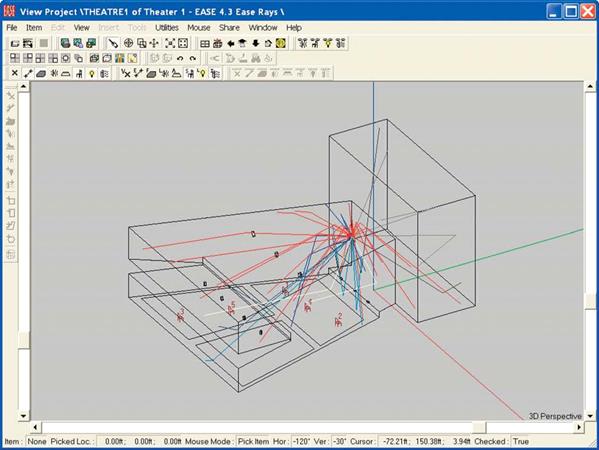 View Project \THEATRE1 of Theater 1 - EASE 4.3 Ease Rays \
File Item Edit View Insert Items Utilities Mouse Share Window Help
3D Perspective
Item : None Picked Loc.: 0.00ft; 0.00ft; 0.00ft Mouse Mode : Pick Item Hor : -120° Ver : -30° Cursor : -72.21ft; 150.38ft; 3.94ft Checked : True